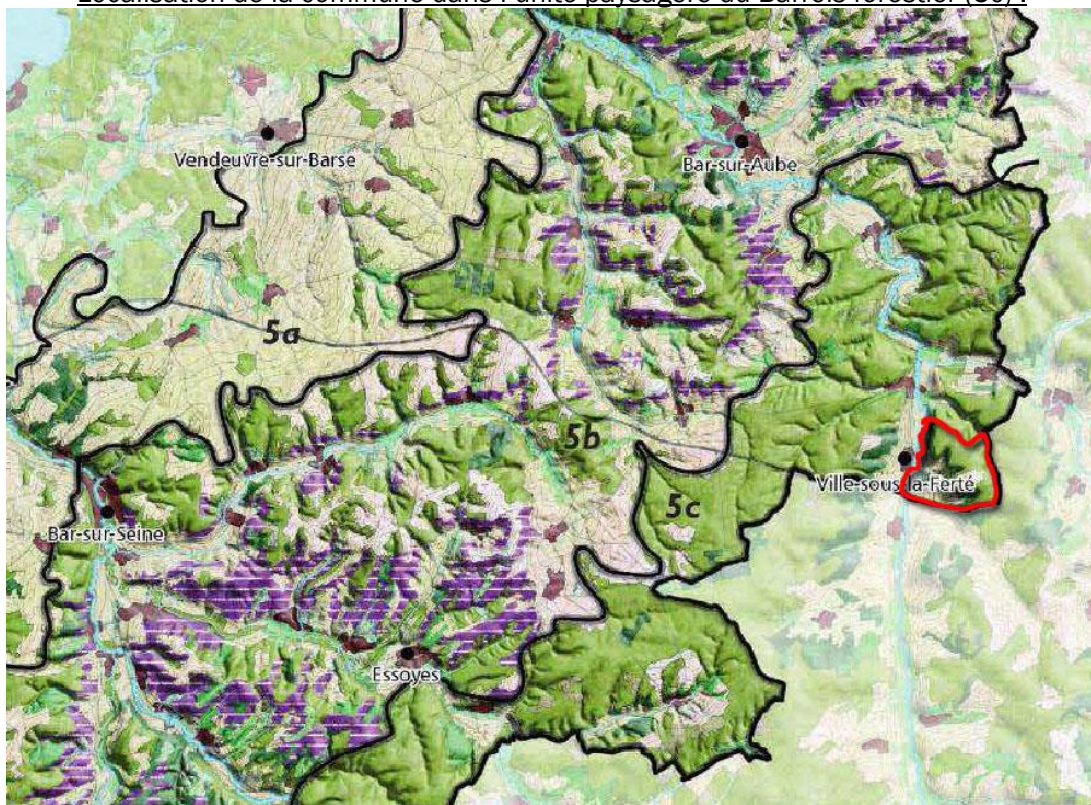 Localisation de la commune dans l'unité paysagère du Barrois forestier (5c) :
Vendeuvre-sur-Barse
Bar-sur-Aube
5a
5b
Ville-sous-la-Ferté
5c
Bar-sur-Seine
Essoyes